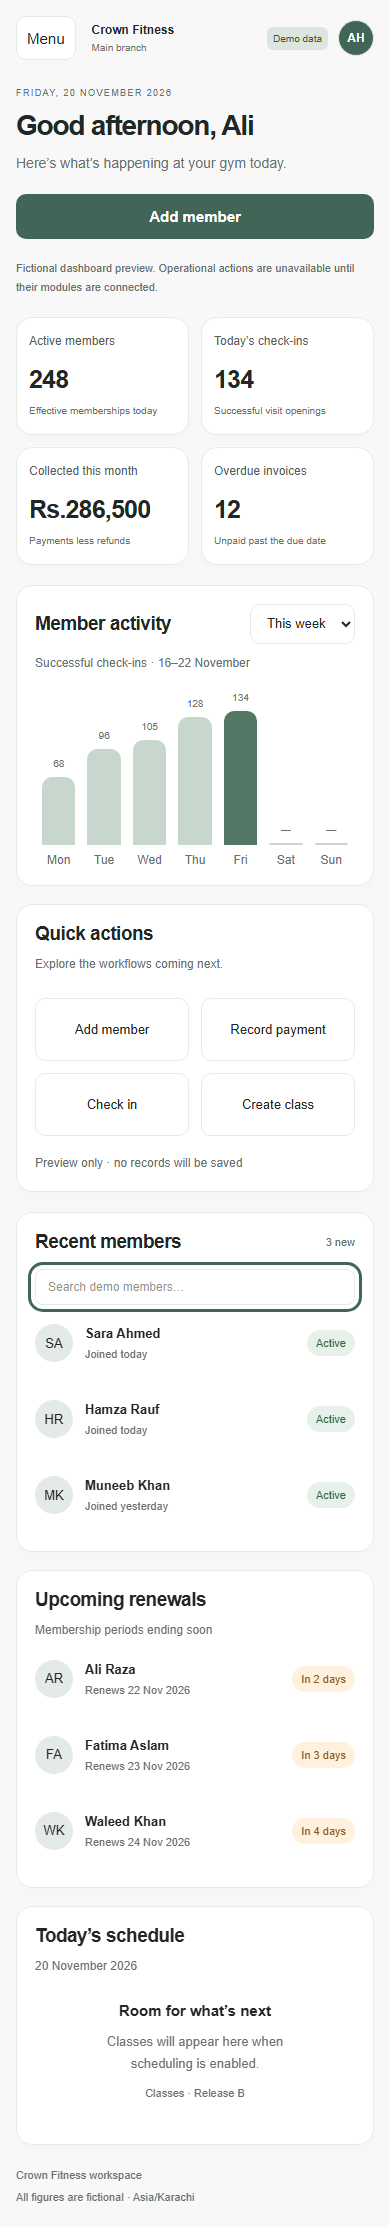 Menu
Crown Fitness
Main branch
Demo data
AH
FRIDAY, 20 NOVEMBER 2026
Good afternoon, Ali
Here’s what’s happening at your gym today.
Add member
Fictional dashboard preview. Operational actions are unavailable until
their modules are connected.
Active members
248
Effective memberships today
Today’s check-ins
134
Successful visit openings
Collected this month
Rs.286,500
Payments less refunds
Overdue invoices
12
Unpaid past the due date
Member activity
This week
Successful check-ins · 16–22 November
68
96
105
128
134
—
—
Mon
Tue
Wed
Thu
Fri
Sat
Sun
Quick actions
Explore the workflows coming next.
Add member
Record payment
Check in
Create class
Preview only · no records will be saved
Recent members
3 new
Search demo members…
SA
Sara Ahmed
Joined today
Active
HR
Hamza Rauf
Joined today
Active
MK
Muneeb Khan
Joined yesterday
Active
Upcoming renewals
Membership periods ending soon
AR
Ali Raza
Renews 22 Nov 2026
In 2 days
FA
Fatima Aslam
Renews 23 Nov 2026
In 3 days
WK
Waleed Khan
Renews 24 Nov 2026
In 4 days
Today’s schedule
20 November 2026
Room for what’s next
Classes will appear here when
scheduling is enabled.
Classes · Release B
Crown Fitness workspace
All figures are fictional · Asia/Karachi